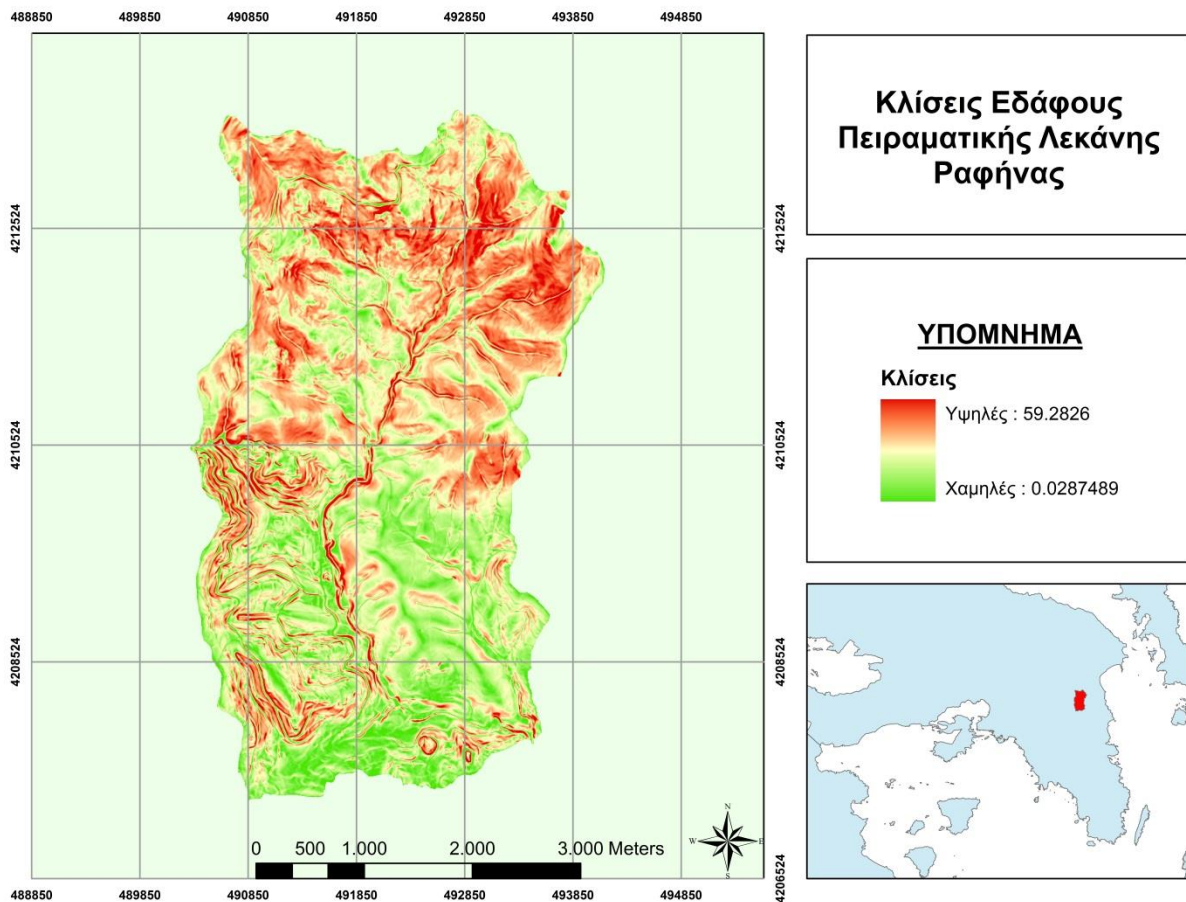 488850 489850 490850 491850 492850 493850 494850
4212524 4212524
4210524 4210524
4208524 4208524
4206524
0 500 1.000 2.000 3.000 Meters
N
W E
S
488850 489850 490850 491850 492850 493850 494850
Κλίσεις Εδάφους
Πειραματικής Λεκάνης
Ραφήνας
ΥΠΟΜΝΗΜΑ
Κλίσεις
Υψηλές : 59.2826
Χαμηλές : 0.0287489